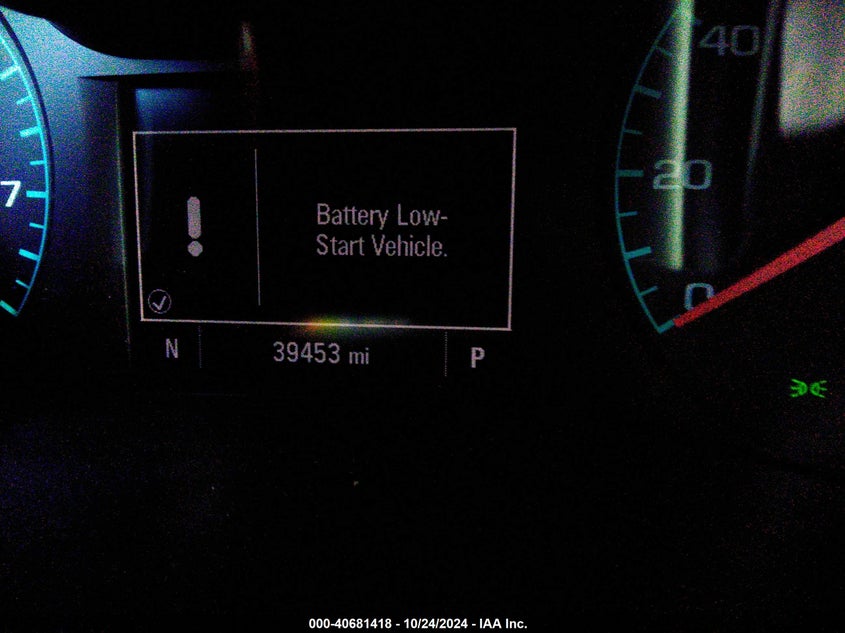 40
7
20
Battery Low-
Start Vehicle.
0
N 39453 mi P
000-40681418 - 10/24/2024 - IAA Inc.